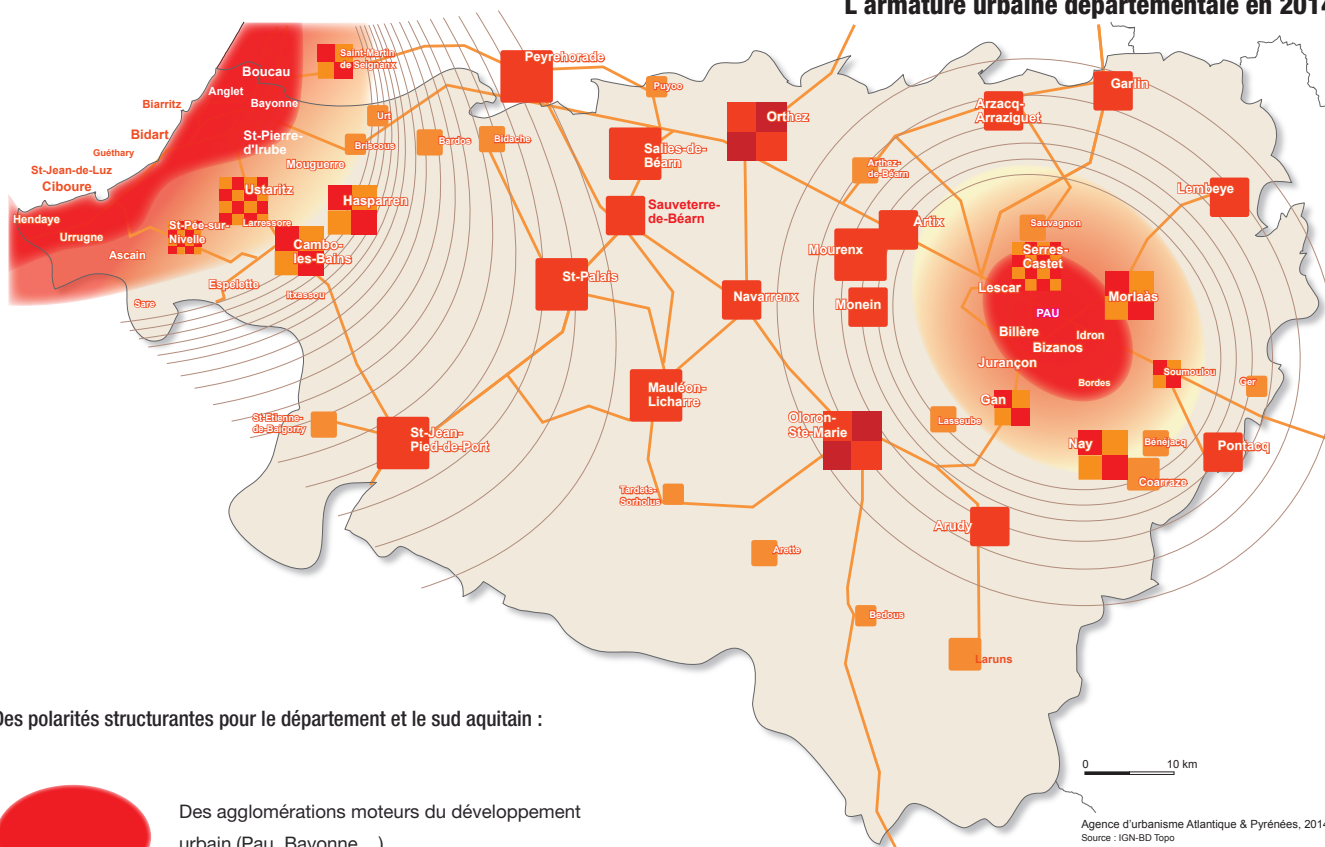 L'armature urbaine départementale en 2014
Saint-Martin
de Seignanx
Peyrehorade
Boucau
Anglet
Bayonne
Biarritz
Bidart
Guéthary
St-Jean-de-Luz
Ciboure
Hendaye
Urrugne
Ascain
St-Pierre-
d'Irube
Mouguerre
Urt
Briscous
Bardos
Bidache
Puyoo
Orthez
Salies-de-
Béarn
Sauveterre-
de-Béarn
Ustaritz
Larressore
Hasparren
St-Pée-sur-
Nivelle
Cambo-
les-Bains
Espelette
Itxassou
Sare
St-Palais
Navarrenx
Mauléon-
Licharre
St-Etienne-
de-Baïgorry
St-Jean-
Pied-de-Port
Tardets-
Sorholus
Arette
Bedous
Laruns
Arudy
Oloron-
Ste-Marie
Lasseube
Arthez-
de-Béarn
Artix
Mourenx
Monein
Arzacq-
Arraziguet
Garlin
Lembeye
Sauvagnon
Serres-
Castet
Lescar
Morlaàs
PAU
Billère
Idron
Bizanos
Jurançon
Bordes
Gan
Soumoulou
Ger
Nay
Bénéjacq
Coarraze
Pontacq
Des polarités structurantes pour le département et le sud aquitain :
Des agglomérations moteurs du développement
urbain (Pau, Bayonne...)
0 10 km
Agence d'urbanisme Atlantique & Pyrénées, 2014
Source : IGN-BD Topo